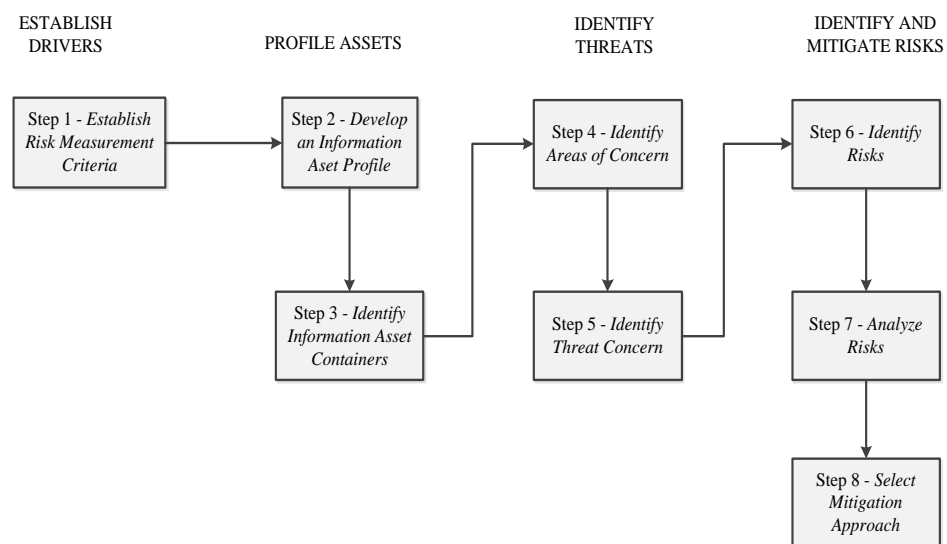 ESTABLISH
DRIVERS
PROFILE ASSETS
IDENTIFY
THREATS
IDENTIFY AND
MITIGATE RISKS
Step 1 - Establish
Risk Measurement
Criteria
Step 2 - Develop
an Information
Aset Profile
Step 3 - Identify
Information Asset
Containers
Step 4 - Identify
Areas of Concern
Step 5 - Identify
Threat Concern
Step 6 - Identify
Risks
Step 7 - Analyze
Risks
Step 8 - Select
Mitigation
Approach